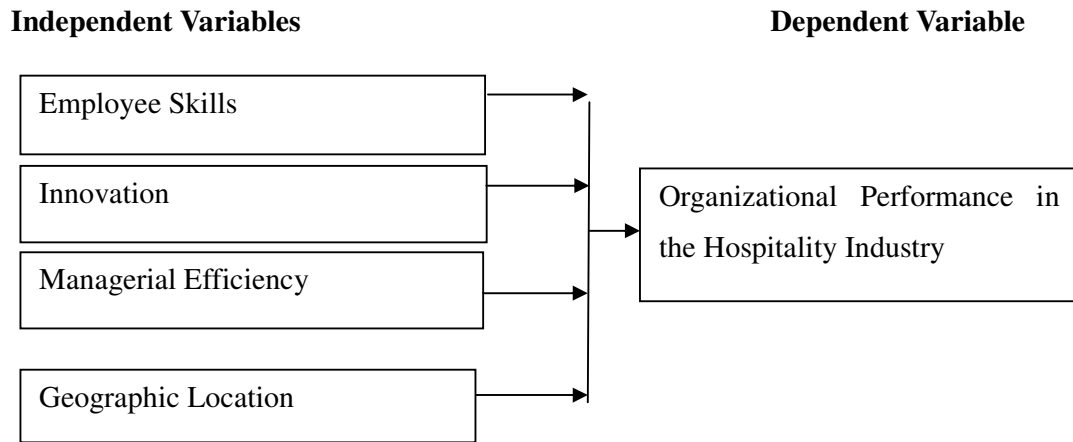 Independent Variables
Dependent Variable
Employee Skills
Innovation
Managerial Efficiency
Geographic Location
Organizational Performance in
the Hospitality Industry